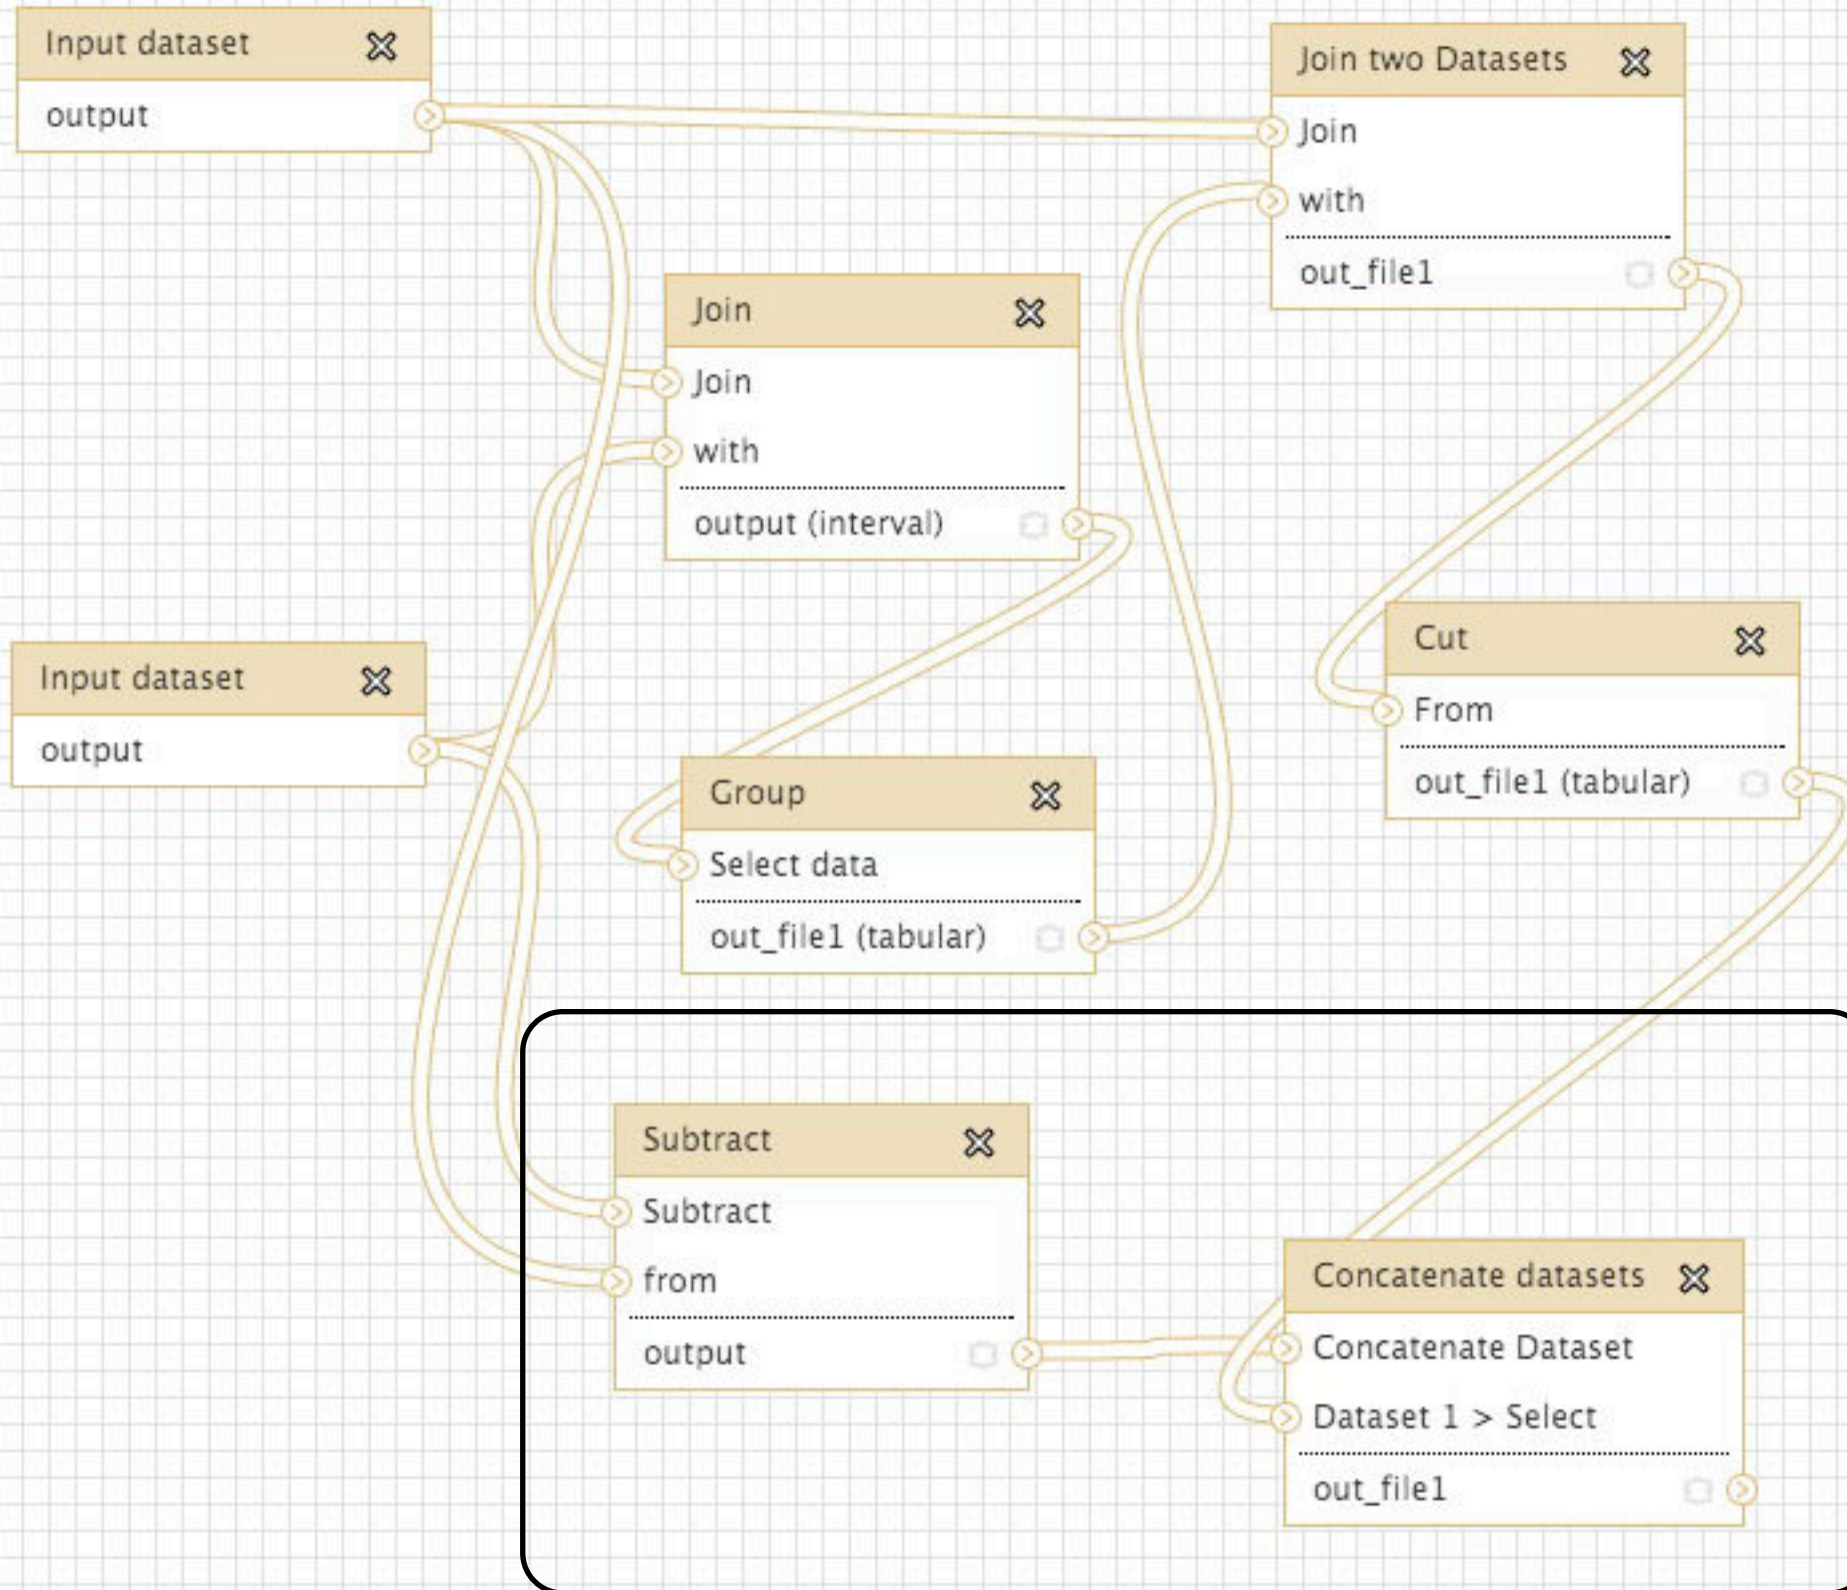 Input dataset
output
Join two Datasets
Join
with
out_file1
Join
Join
with
output (interval)
Input dataset
output
Cut
From
out_file1 (tabular)
Group
Select data
out_file1 (tabular)
Subtract
Subtract
from
output
Concatenate datasets
Concatenate Dataset
Dataset 1 > Select
out_file1